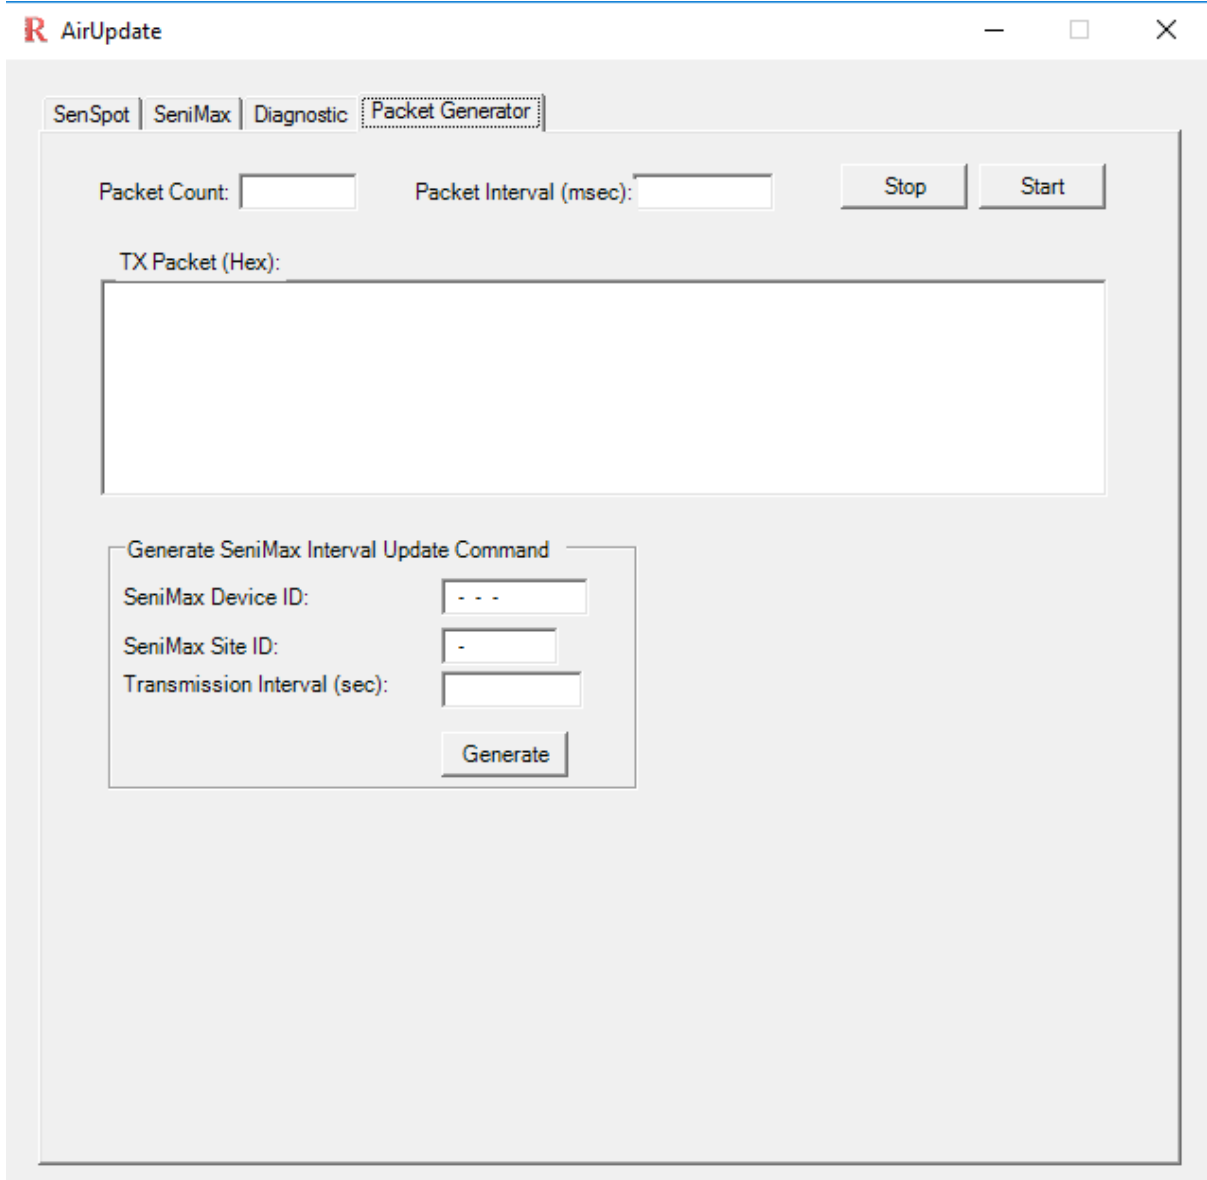 R AirUpdate
SenSpot SeniMax Diagnostic Packet Generator
Packet Count: Packet Interval (msec): Stop Start
TX Packet (Hex):
Generate SeniMax Interval Update Command
SeniMax Device ID: - - -
SeniMax Site ID: -
Transmission Interval (sec):
Generate